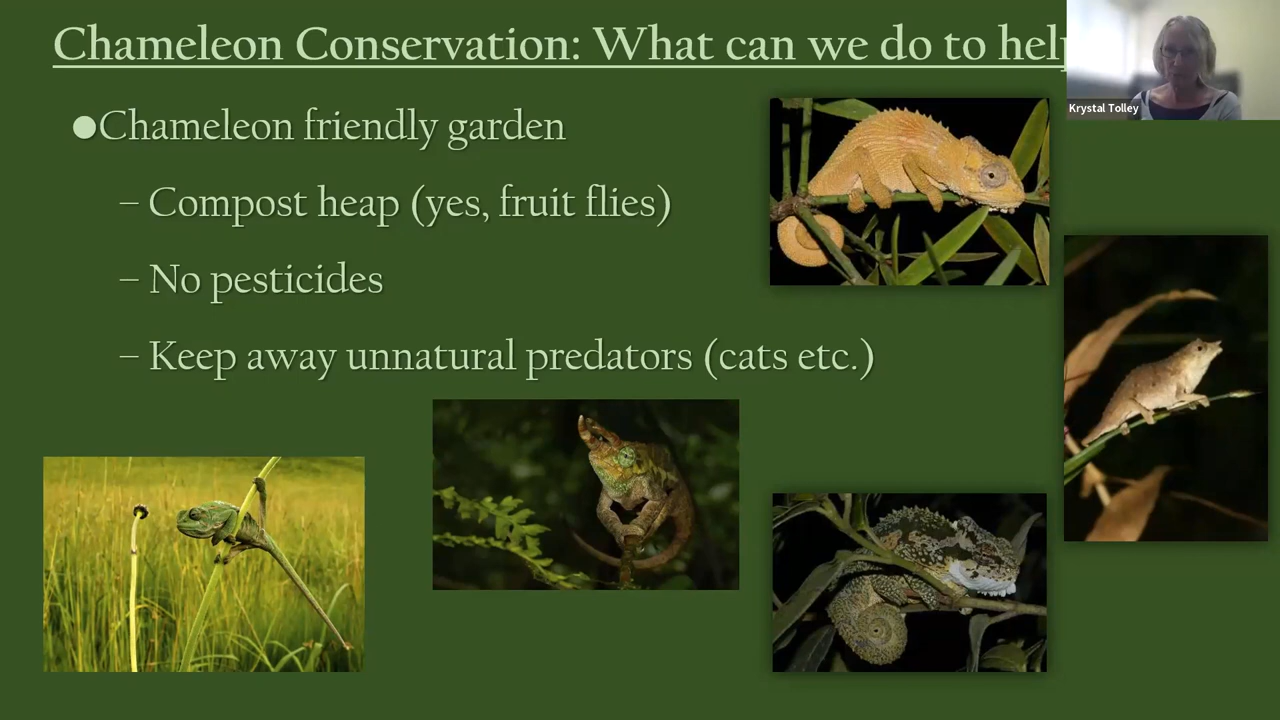 Chameleon Conservation: What can we do to help
Krystal Tolley
●Chameleon friendly garden
– Compost heap (yes, fruit flies)
– No pesticides
– Keep away unnatural predators (cats etc.)